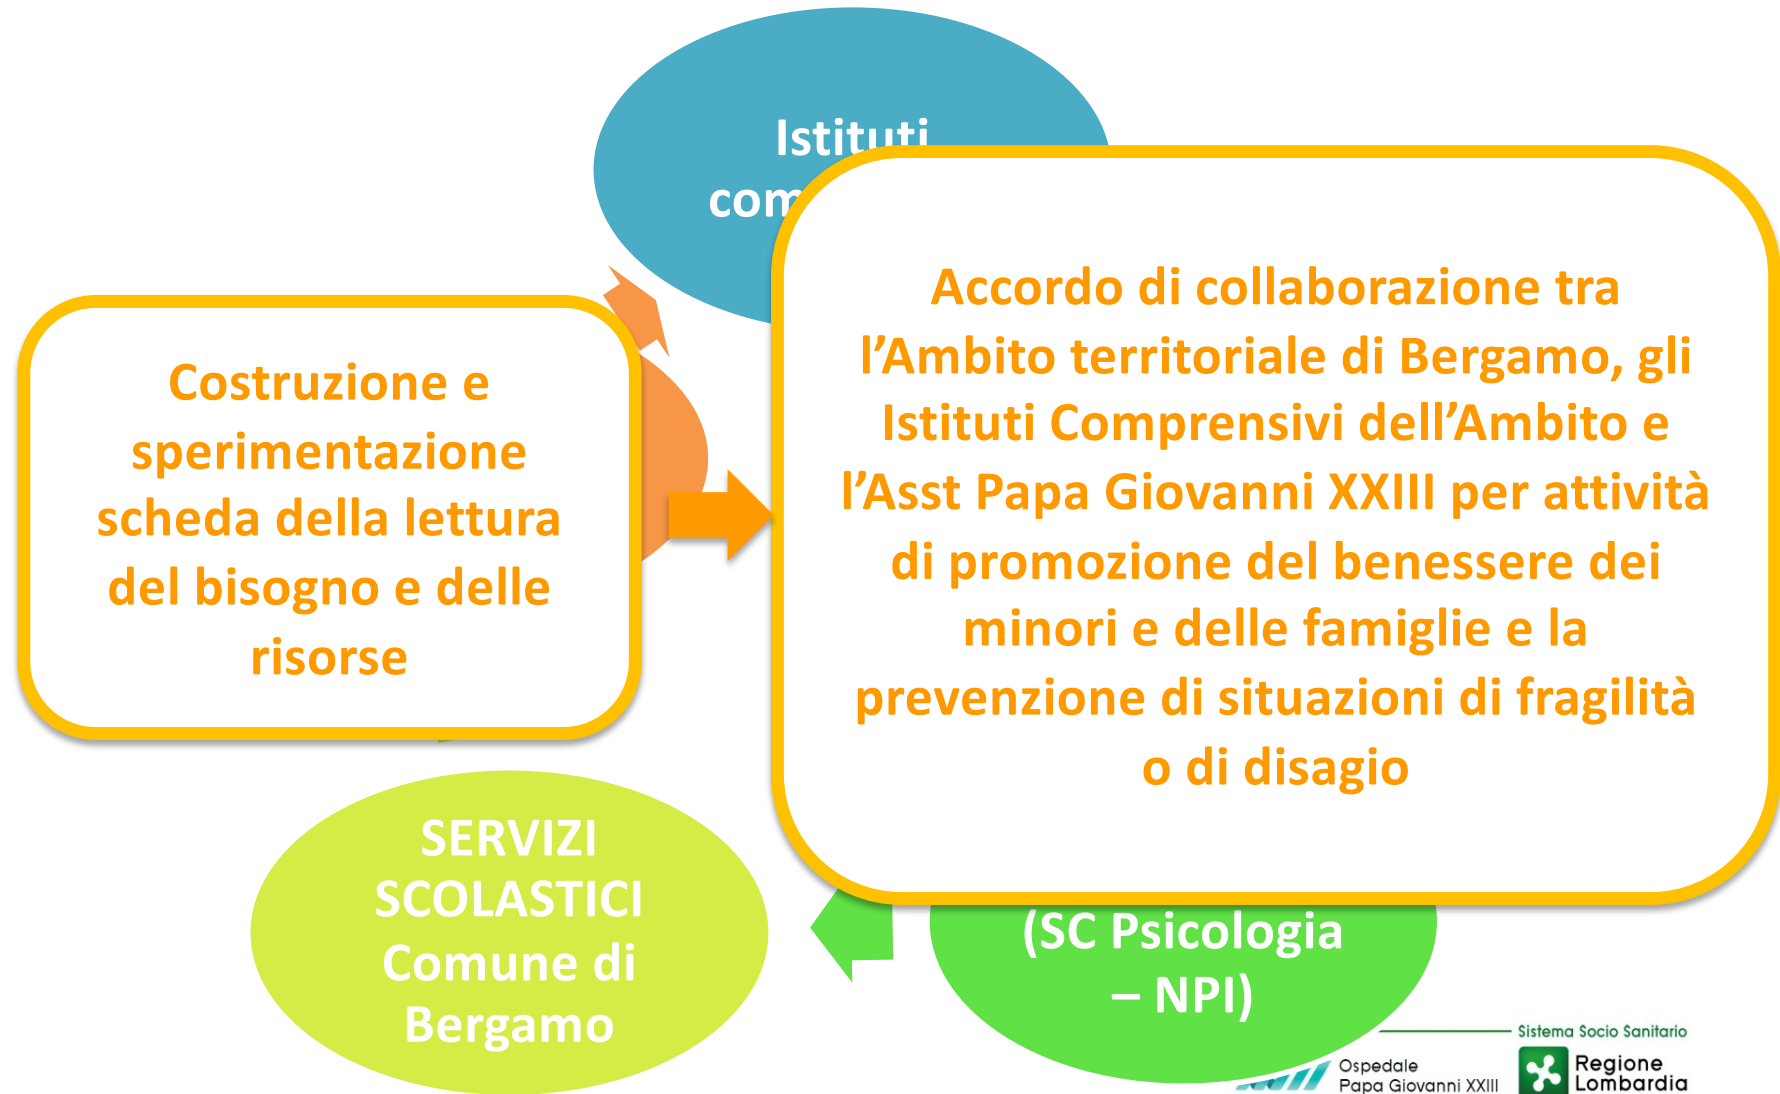 Istituti
Costruzione e
sperimentazione
scheda della lettura
del bisogno e delle
risorse
Accordo di collaborazione tra
l’Ambito territoriale di Bergamo, gli
Istituti Comprensivi dell’Ambito e
l’Asst Papa Giovanni XXIII per attività
di promozione del benessere dei
minori e delle famiglie e la
prevenzione di situazioni di fragilità
o di disagio
SERVIZI
SCOLASTICI
Comune di
Bergamo
(SC Psicologia
– NPI)
Sistema Socio Sanitario
Ospedale
Papa Giovanni XXIII
Regione
Lombardia